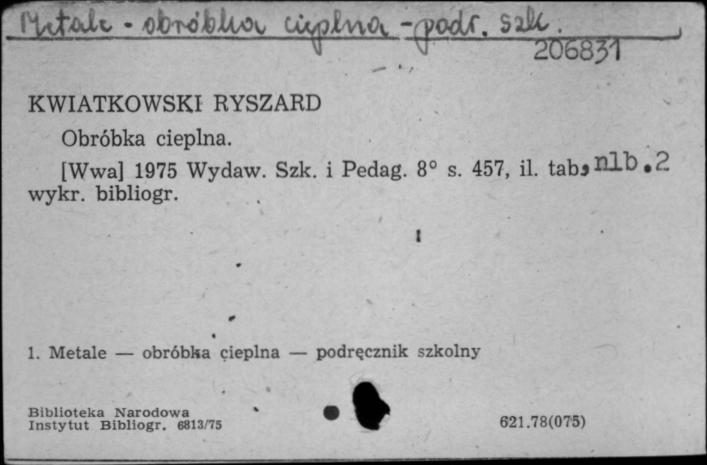 Metale - obróbka cieplna - podr. szk.
206831
KWIATKOWSKI RYSZARD
Obróbka cieplna.
[Wwa] 1975 Wydaw. Szk. i Pedag. 8° s. 457, il. tab, nlb.2
wykr. bibliogr.
1. Metale — obróbka cieplna — podręcznik szkolny
Biblioteka Narodowa
Instytut Bibliogr. 6813/75
621.78(075)